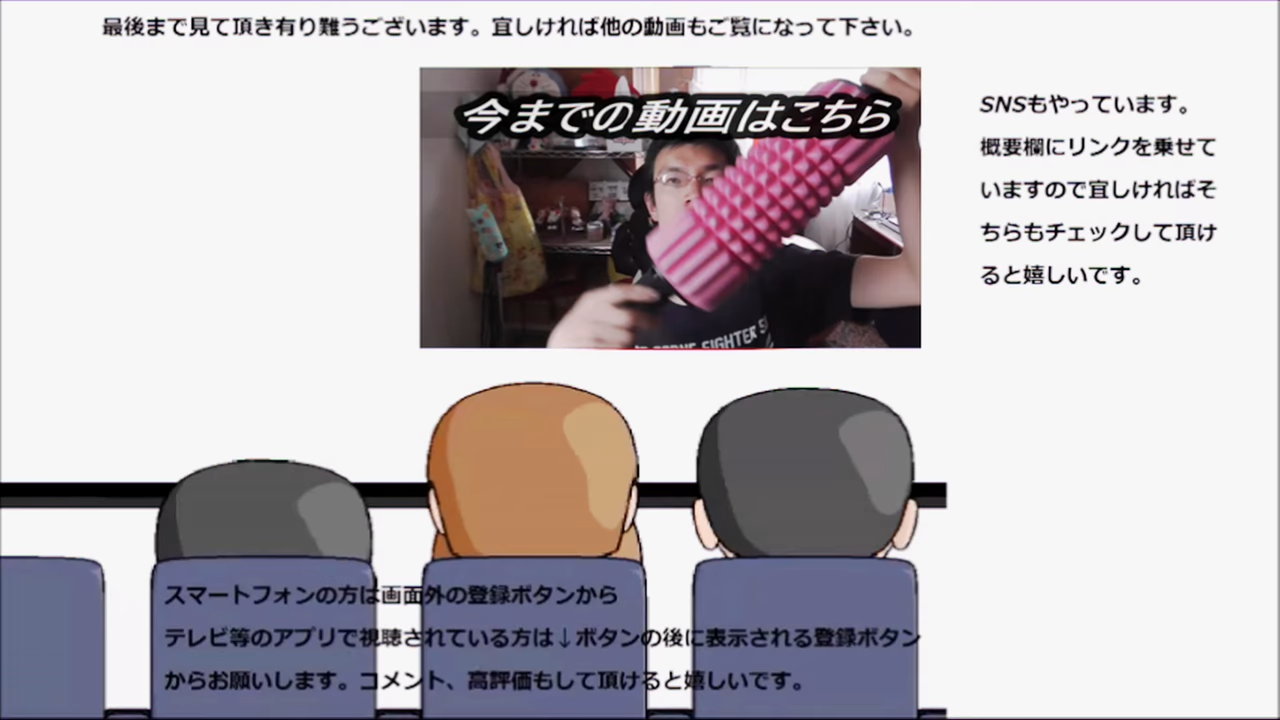 最後まで見て頂き有り難うございます。宜しければ他の動画もご覧になって下さい。
今までの動画はこちら
SNSもやっています。
概要欄にリンクを乗せて
いますので宜しければそ
ちらもチェックして頂け
ると嬉しいです。
FIGHTER
スマートフォンの方は画面外の登録ボタンから
テレビ等のアプリで視聴されている方は↓ボタンの後に表示される登録ボタン
からお願いします。コメント、高評価もして頂けると嬉しいです。